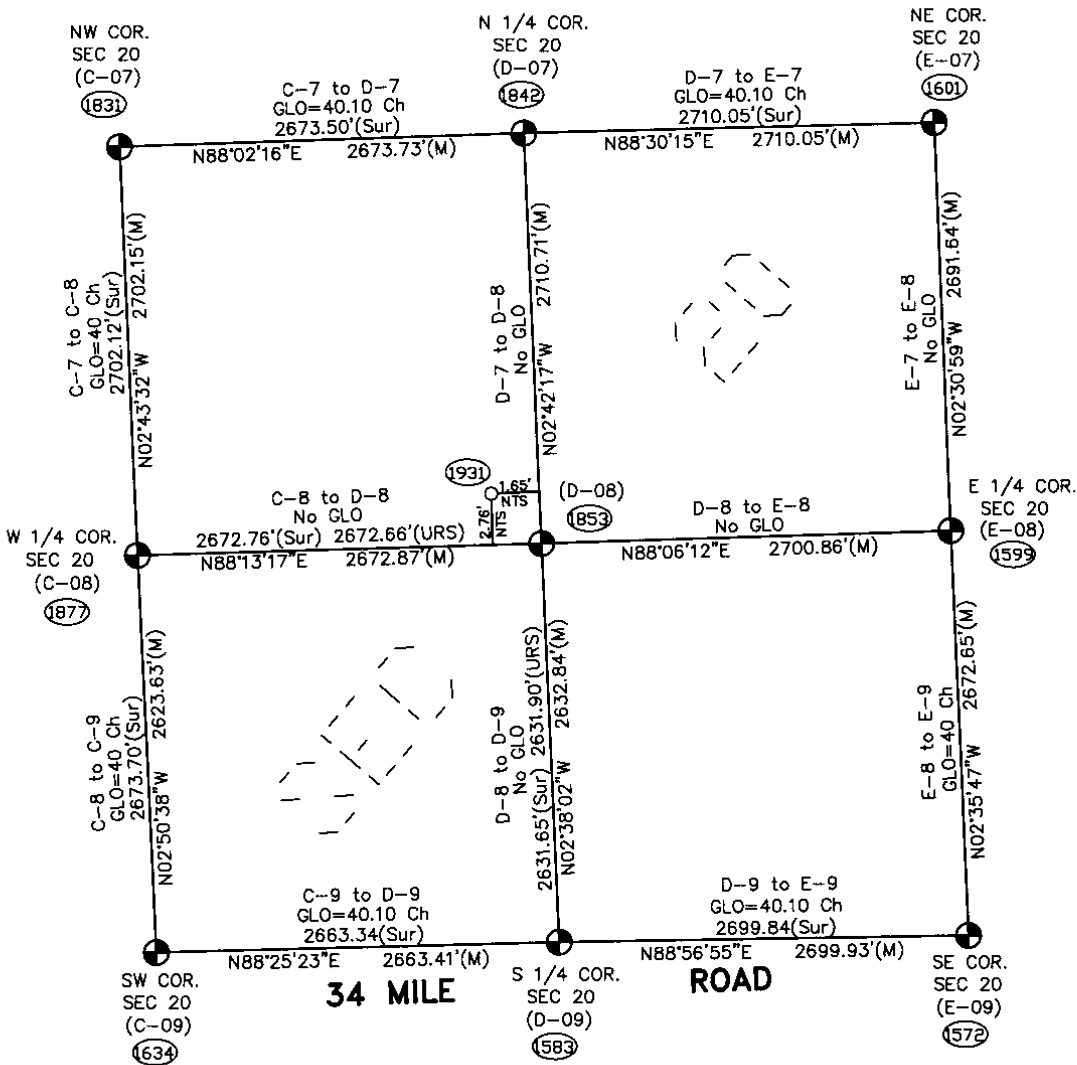 NW COR.
SEC 20
(C-07)
1831
N 1/4 COR.
SEC 20
(D-07)
1842
NE COR.
SEC 20
(E-07)
1601
C-7 to D-7
GLO=40.10 Ch
2673.50'(Sur)
N88°02'16"E 2673.73'(M)
D-7 to E-7
GLO=40.10 Ch
2710.05'(Sur)
N88°30'15"E 2710.05'(M)
C-7 to C-8
GLO=40 Ch
2702.12'(Sur)
N02°43'32"W 2702.15'(M)
D-7 to D-8
No GLO
N02°42'17"W 2710.71'(M)
E-7 to E-8
No GLO
N02°30'59"W 2691.64'(M)
1931
1.65'
NTS
2.76'
NTS
(D-08)
1853
W 1/4 COR.
SEC 20
(C-08)
1877
C-8 to D-8
No GLO
2672.76'(Sur) 2672.66'(URS)
N88°13'17"E 2672.87'(M)
D-8 to E-8
No GLO
N88°06'12"E 2700.86'(M)
E 1/4 COR.
SEC 20
(E-08)
1599
C-8 to C-9
GLO=40 Ch
2673.70'(Sur)
N02°50'38"W 2623.63'(M)
20
D-8 to D-9
No GLO
2631.65'(Sur) 2631.90'(URS)
N02°38'02"W 2632.84'(M)
E-8 to E-9
GLO=40 Ch
N02°35'47"W 2672.65'(M)
C-9 to D-9
GLO=40.10 Ch
2663.34(Sur)
N88°25'23"E 2663.41'(M)
D-9 to E-9
GLO=40.10 Ch
2699.84(Sur)
N88°56'55"E 2699.93'(M)
SW COR.
SEC 20
(C-09)
1634
34 MILE ROAD
S 1/4 COR.
SEC 20
(D-09)
1583
SE COR.
SEC 20
(E-09)
1572